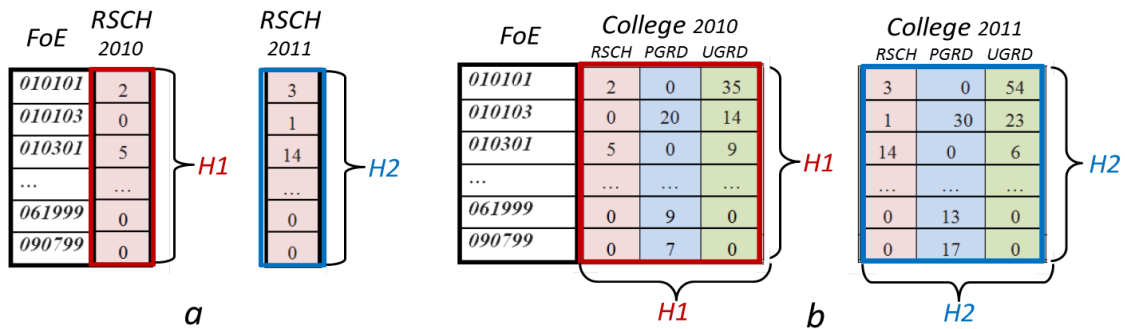 RSCH RSCH College 2010 College 2011
FoE 2010 2011 FoE RSCH PGRD UGRD RSCH PGRD UGRD
010101 2 3 010101 2 0 35 3 0 54
010103 0 1 010103 0 20 14 1 30 23
010301 5 14 010301 5 0 9 14 0 6
H1 H2 H1 H2
... ... ... ... ... ... ... ... ... ...
061999 0 0 061999 0 9 0 0 13 0
090799 0 0 090799 0 7 0 0 17 0
a H1 b H2